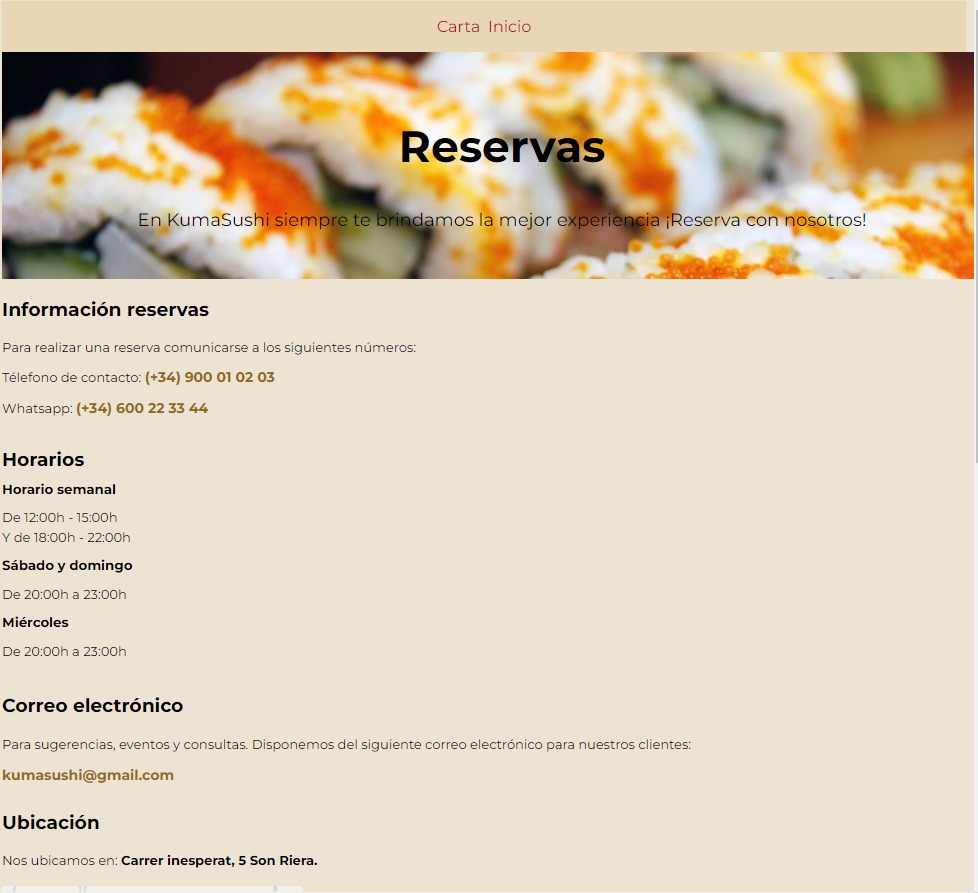 Carta Inicio
Reservas
En KumaSushi siempre te brindamos la mejor experiencia ¡Reserva con nosotros!
Información reservas
Para realizar una reserva comunicarse a los siguientes números:
Télefono de contacto: (+34) 900 01 02 03
Whatsapp: (+34) 600 22 33 44
Horarios
Horario semanal
De 12:00h - 15:00h
Y de 18:00h - 22:00h
Sábado y domingo
De 20:00h a 23:00h
Miércoles
De 20:00h a 23:00h
Correo electrónico
Para sugerencias, eventos y consultas. Disponemos del siguiente correo electrónico para nuestros clientes:
kumasushi@gmail.com
Ubicación
Nos ubicamos en: Carrer inesperat, 5 Son Riera.